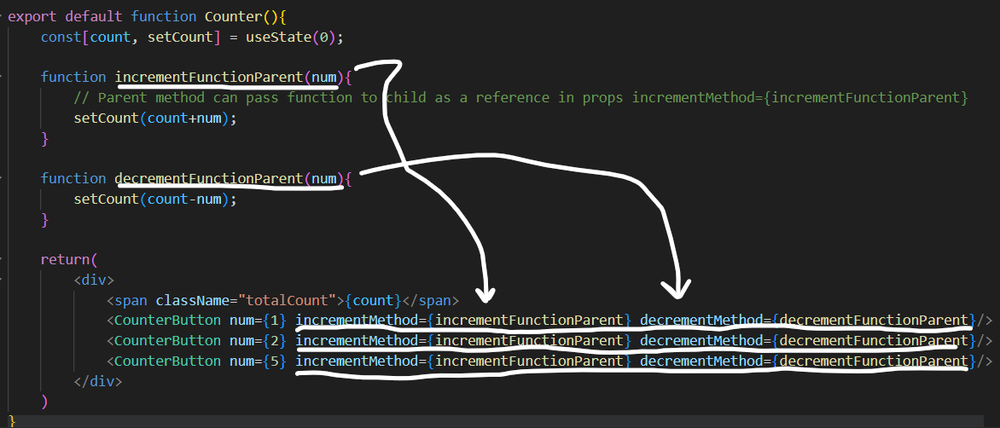 export default function Counter(){
const[count, setCount] = useState(0);
function incrementFunctionParent(num){
// Parent method can pass function to child as a reference in props incrementMethod={incrementFunctionParent}
setCount(count+num);
}
function decrementFunctionParent(num){
setCount(count-num);
}
return(
<div>
<span className="totalCount">{count}</span>
<CounterButton num={1} incrementMethod={incrementFunctionParent} decrementMethod={decrementFunctionParent}/>
<CounterButton num={2} incrementMethod={incrementFunctionParent} decrementMethod={decrementFunctionParent}/>
<CounterButton num={5} incrementMethod={incrementFunctionParent} decrementMethod={decrementFunctionParent}/>
</div>
)
}